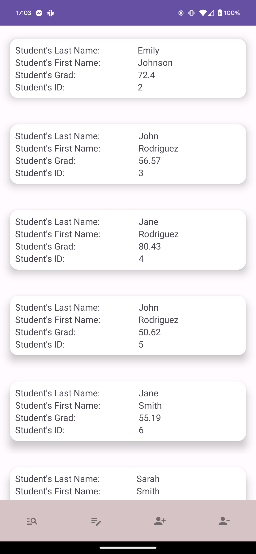 17:03 100%
Student's Last Name: Emily
Student's First Name: Johnson
Student's Grad: 72.4
Student's ID: 2
Student's Last Name: John
Student's First Name: Rodriguez
Student's Grad: 56.57
Student's ID: 3
Student's Last Name: Jane
Student's First Name: Rodriguez
Student's Grad: 80.43
Student's ID: 4
Student's Last Name: John
Student's First Name: Rodriguez
Student's Grad: 50.62
Student's ID: 5
Student's Last Name: Jane
Student's First Name: Smith
Student's Grad: 55.19
Student's ID: 6
Student's Last Name: Sarah
Student's First Name: Smith